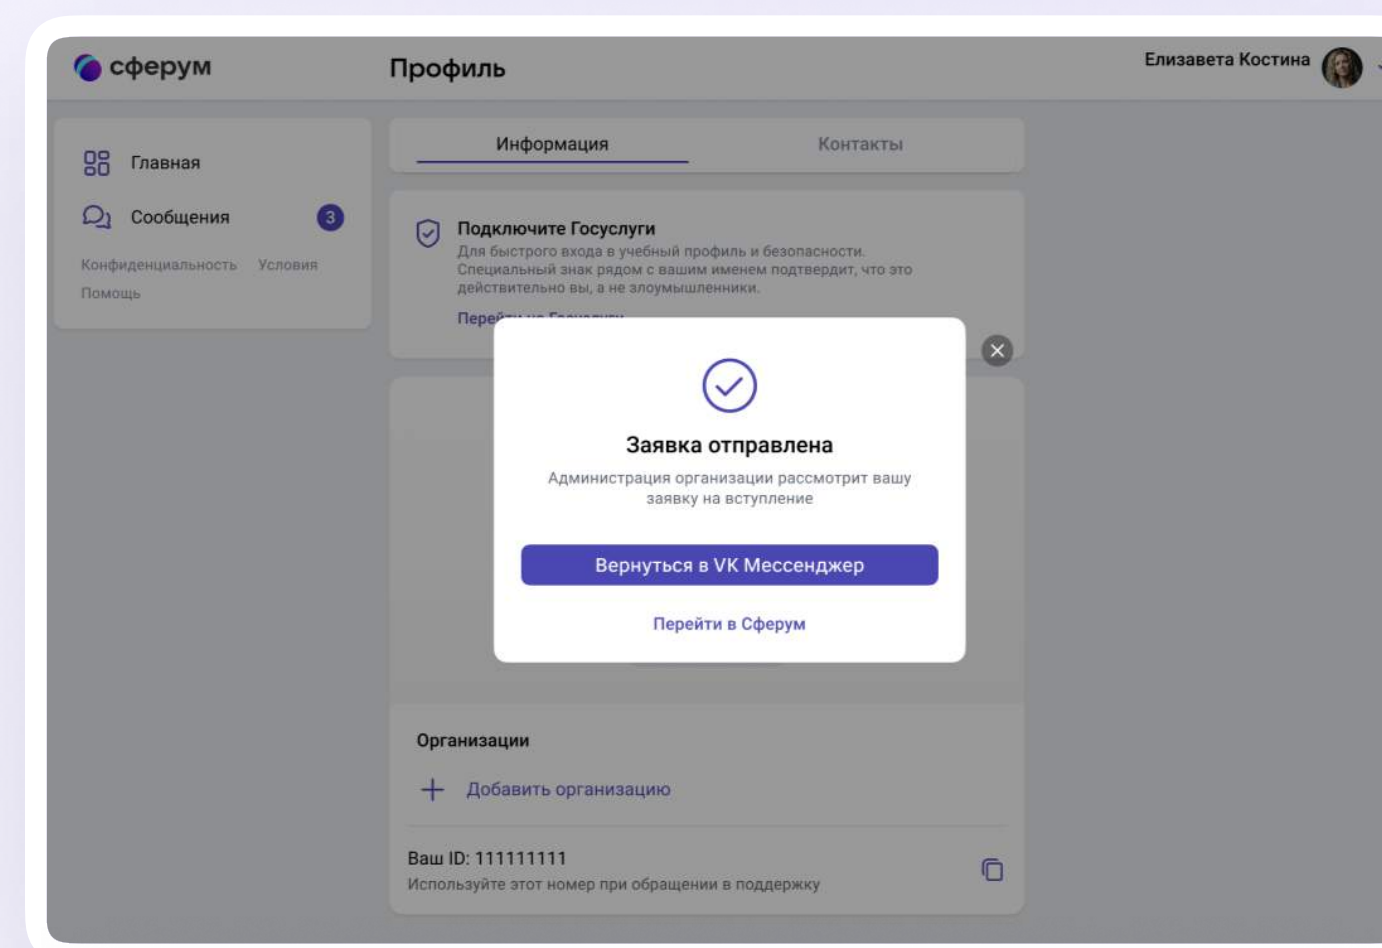 сферум
Профиль
Елизавета Костина
Главная
Сообщения
3
Конфиденциальность Условия
Помощь
Информация
Контакты
Подключите Госуслуги
Для быстрого входа в учебный профиль и безопасности.
Специальный знак рядом с вашим именем подтвердит, что это
действительно вы, а не злоумышленники.
Заявка отправлена
Администрация организации рассмотрит вашу
заявку на вступление
Вернуться в VK Мессенджер
Перейти в Сферум
Организации
Добавить организацию
Ваш ID: 111111111
Используйте этот номер при обращении в поддержку